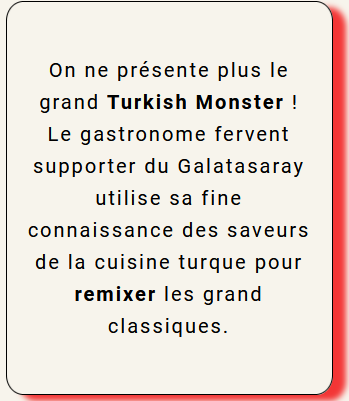 On ne présente plus le
grand Turkish Monster !
Le gastronome fervent
supporter du Galatasaray
utilise sa fine
connaissance des saveurs
de la cuisine turque pour
remixer les grand
classiques.